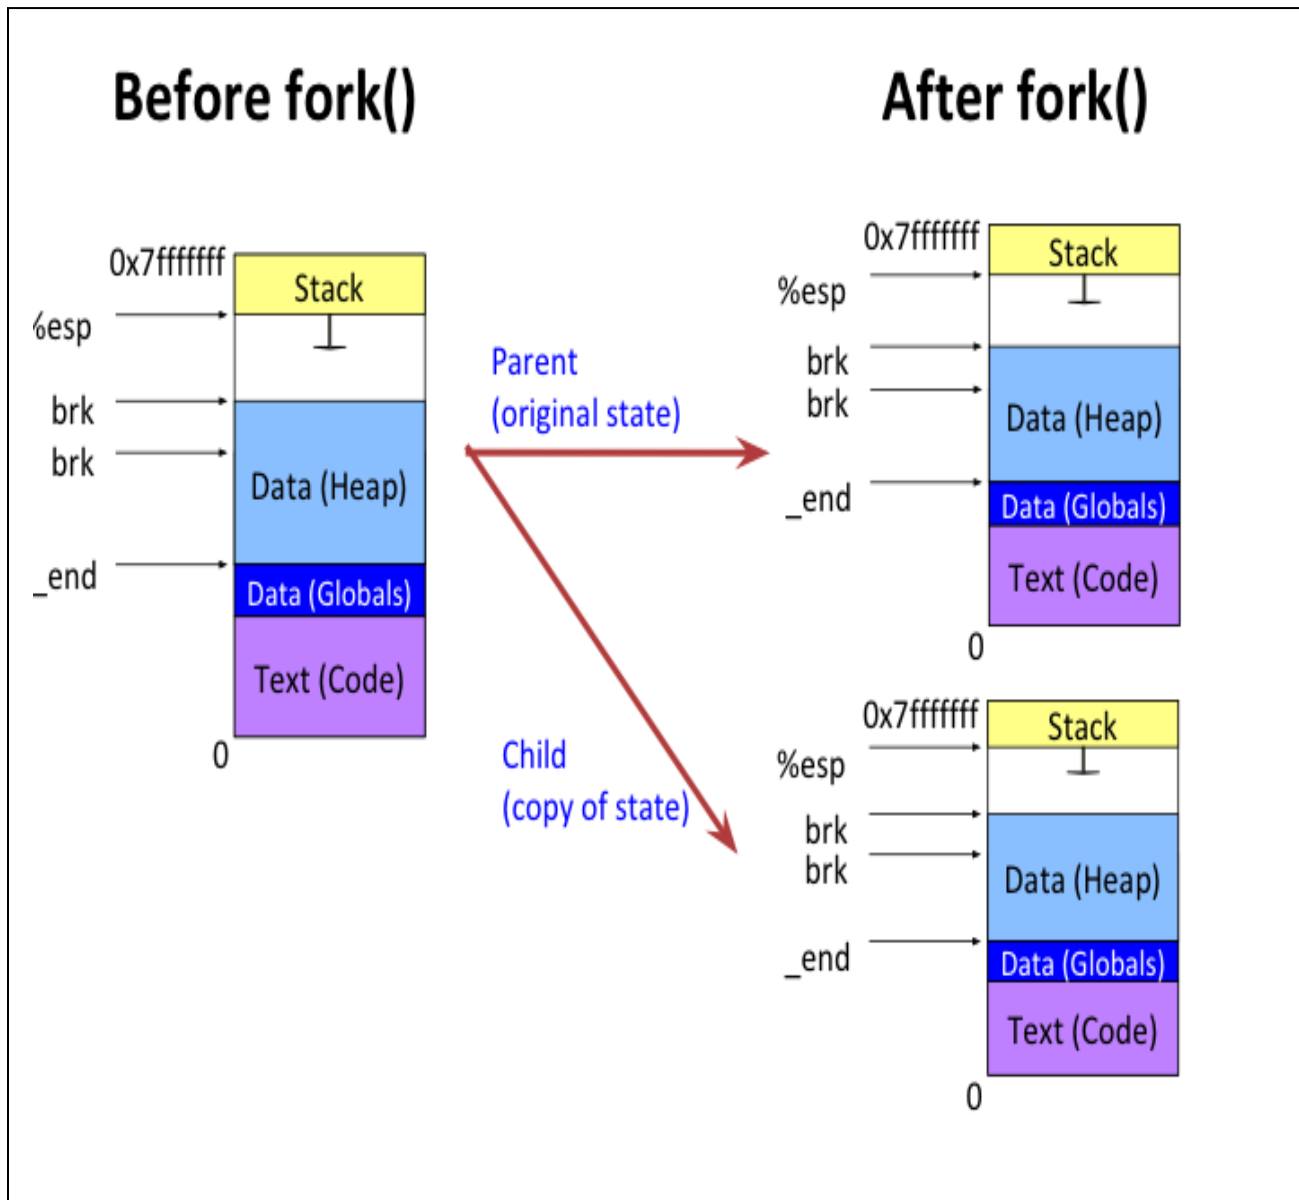 Before fork()
After fork()
0x7fffffff
Stack
%esp
brk
brk
Data (Heap)
_end
Data (Globals)
Text (Code)
0
Parent
(original state)
Child
(copy of state)
0x7fffffff
Stack
%esp
brk
brk
Data (Heap)
_end
Data (Globals)
Text (Code)
0
0x7fffffff
Stack
%esp
brk
brk
Data (Heap)
_end
Data (Globals)
Text (Code)
0